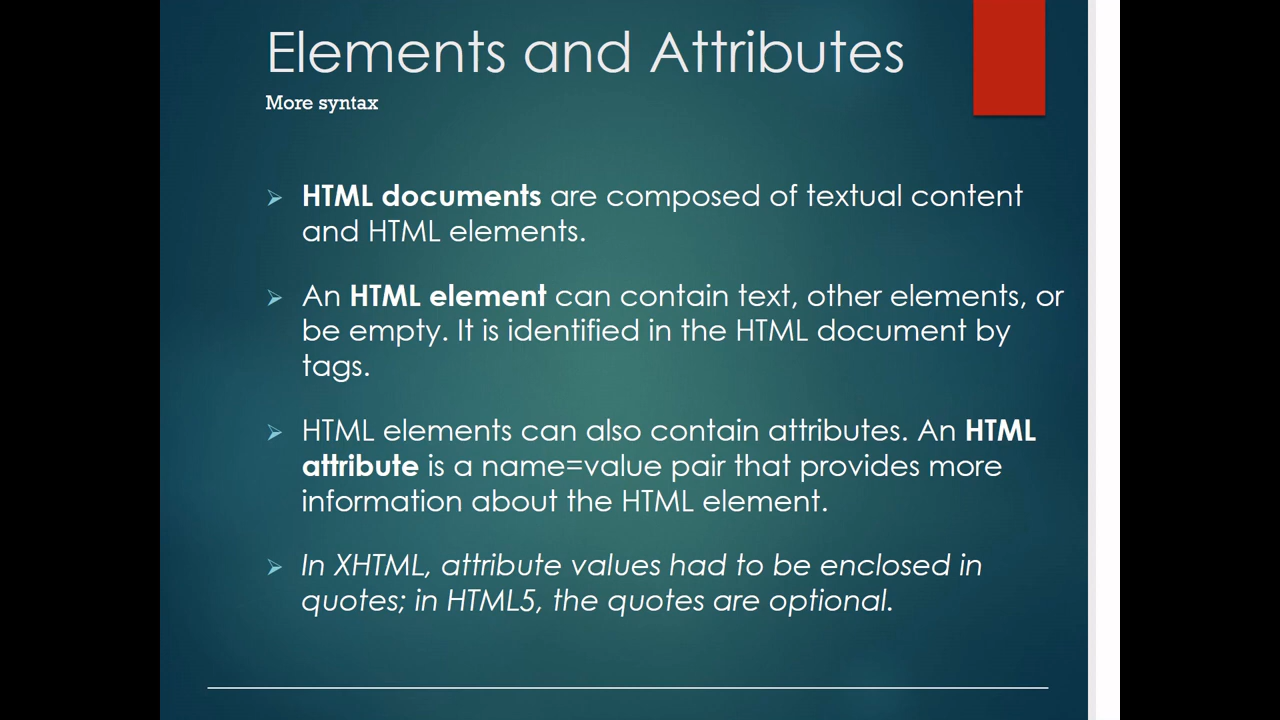 Elements and Attributes
More syntax
HTML documents are composed of textual content
and HTML elements.
An HTML element can contain text, other elements, or
be empty. It is identified in the HTML document by
tags.
HTML elements can also contain attributes. An HTML
attribute is a name=value pair that provides more
information about the HTML element.
In XHTML, attribute values had to be enclosed in
quotes; in HTML5, the quotes are optional.